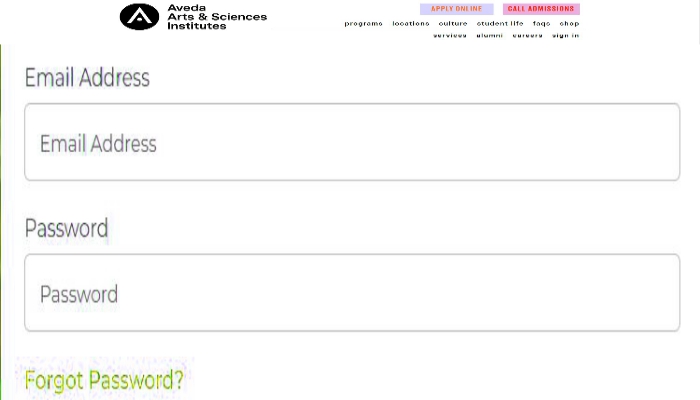 Aveda
Arts & Sciences
Institutes
APPLY ONLINE CALL ADMISSIONS
programs locations culture student life faqs shop
services alumni careers sign in
Email Address
Email Address
Password
Password
Forgot Password?